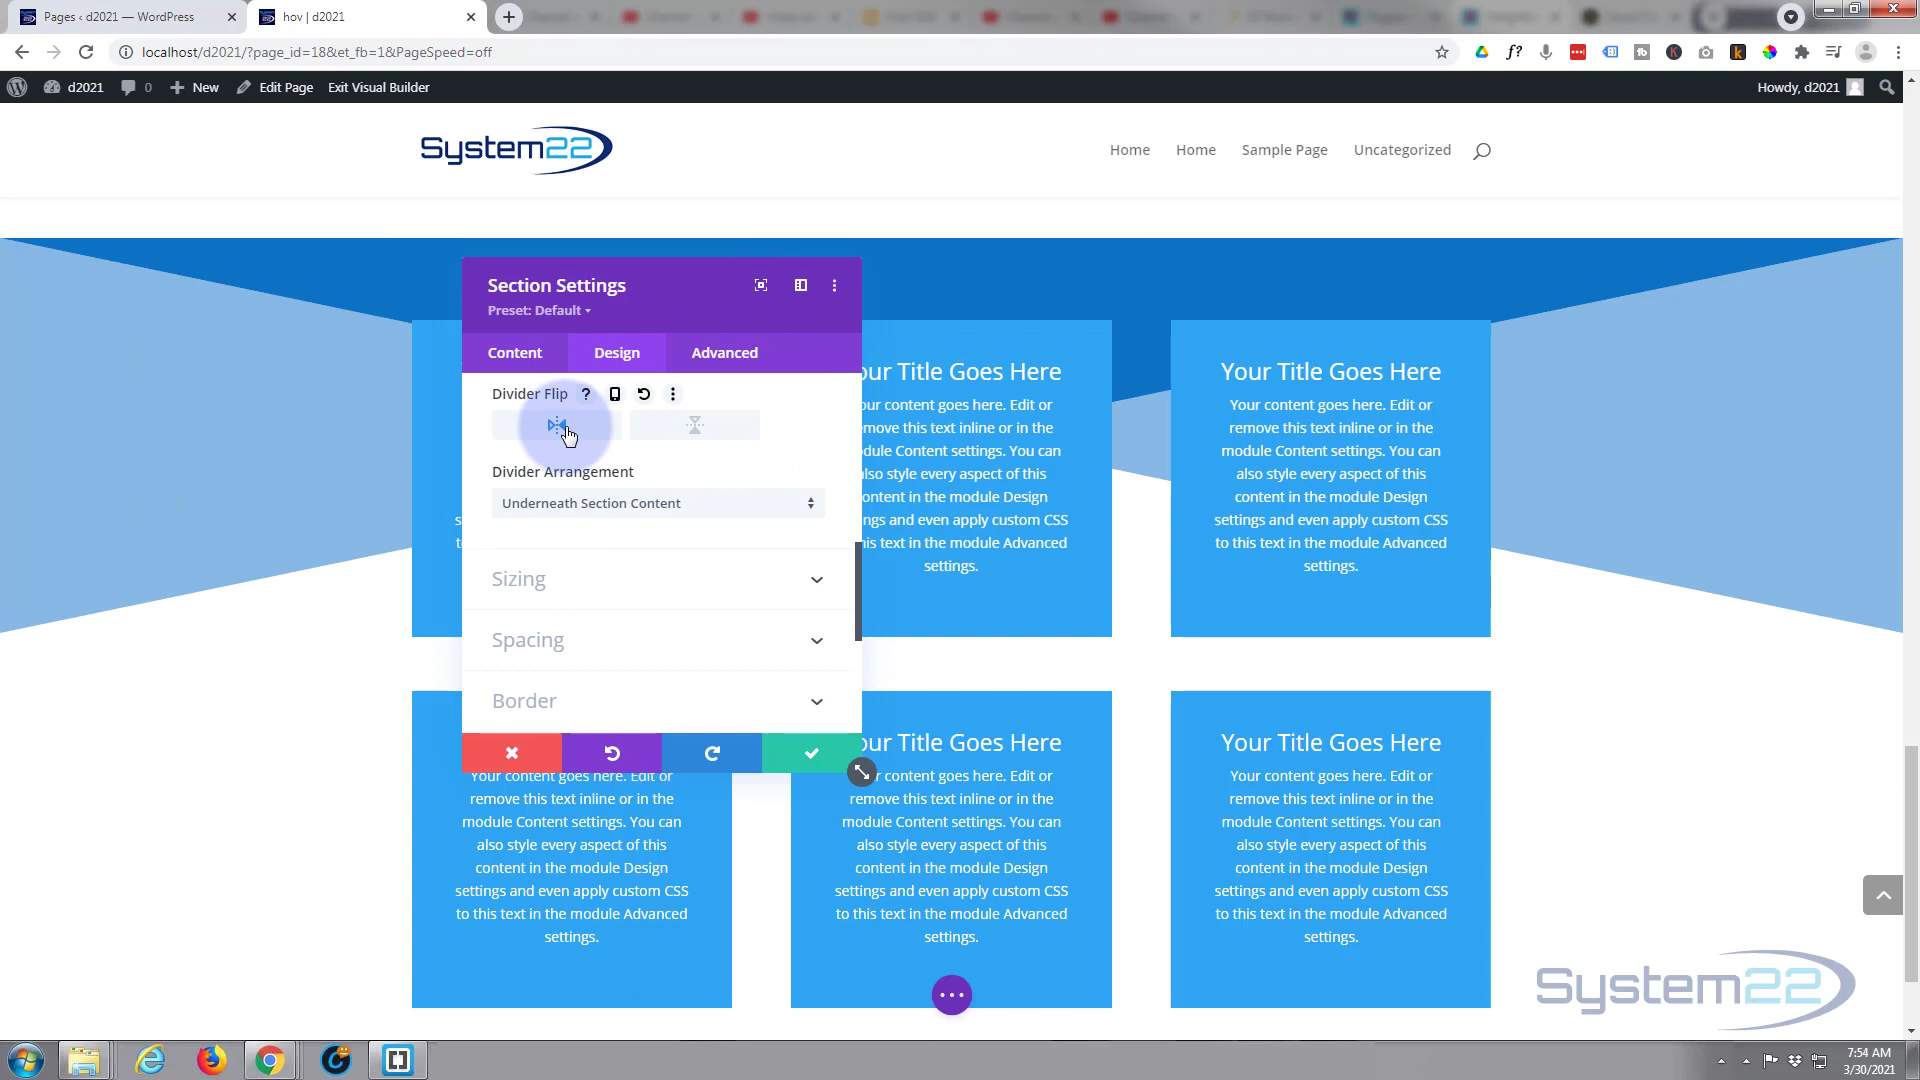 Pages ‹ d2021 — WordPress
hov | d2021
localhost/d2021/?page_id=18&et_fb=1&PageSpeed=off
d2021
0
New
Edit Page
Exit Visual Builder
Howdy, d2021
System22
Home
Home
Sample Page
Uncategorized
Section Settings
Preset: Default
Content
Design
Advanced
Divider Flip
Divider Arrangement
Underneath Section Content
Sizing
Spacing
Border
our Title Goes Here
our content goes here. Edit or
emove this text inline or in the
odule Content settings. You can
lso style every aspect of this
ontent in the module Design
ngs and even apply custom CSS
his text in the module Advanced
settings.
Your Title Goes Here
Your content goes here. Edit or
remove this text inline or in the
module Content settings. You can
also style every aspect of this
content in the module Design
settings and even apply custom CSS
to this text in the module Advanced
settings.
Your content goes here. Edit or
remove this text inline or in the
module Content settings. You can
also style every aspect of this
content in the module Design
settings and even apply custom CSS
to this text in the module Advanced
settings.
our Title Goes Here
r content goes here. Edit or
remove this text inline or in the
module Content settings. You can
also style every aspect of this
content in the module Design
settings and even apply custom CSS
to this text in the module Advanced
settings.
Your Title Goes Here
Your content goes here. Edit or
remove this text inline or in the
module Content settings. You can
also style every aspect of this
content in the module Design
settings and even apply custom CSS
to this text in the module Advanced
settings.
System22
7:54 AM
3/30/2021